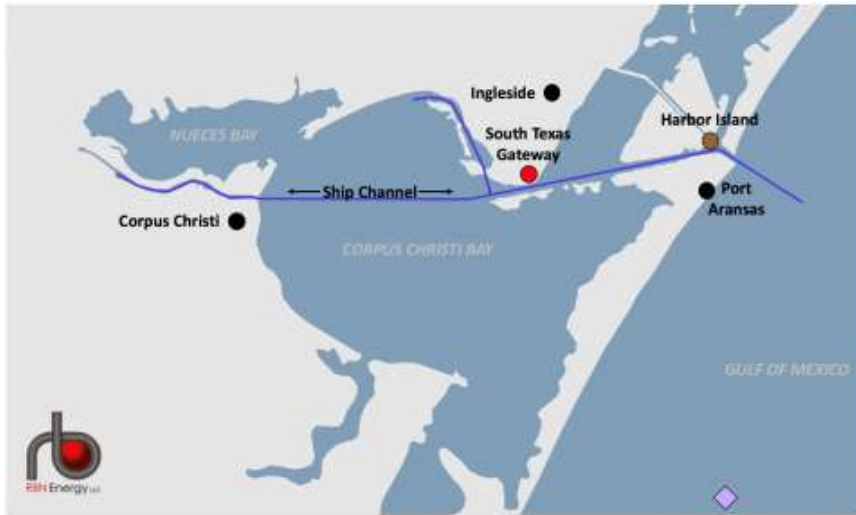 Ingleside
Harbor Island
NUECES BAY
South Texas
Gateway
Ship Channel
Port
Aransas
Corpus Christi
CORPUS CHRISTI BAY
GULF OF MEXICO
RBN Energy LLC